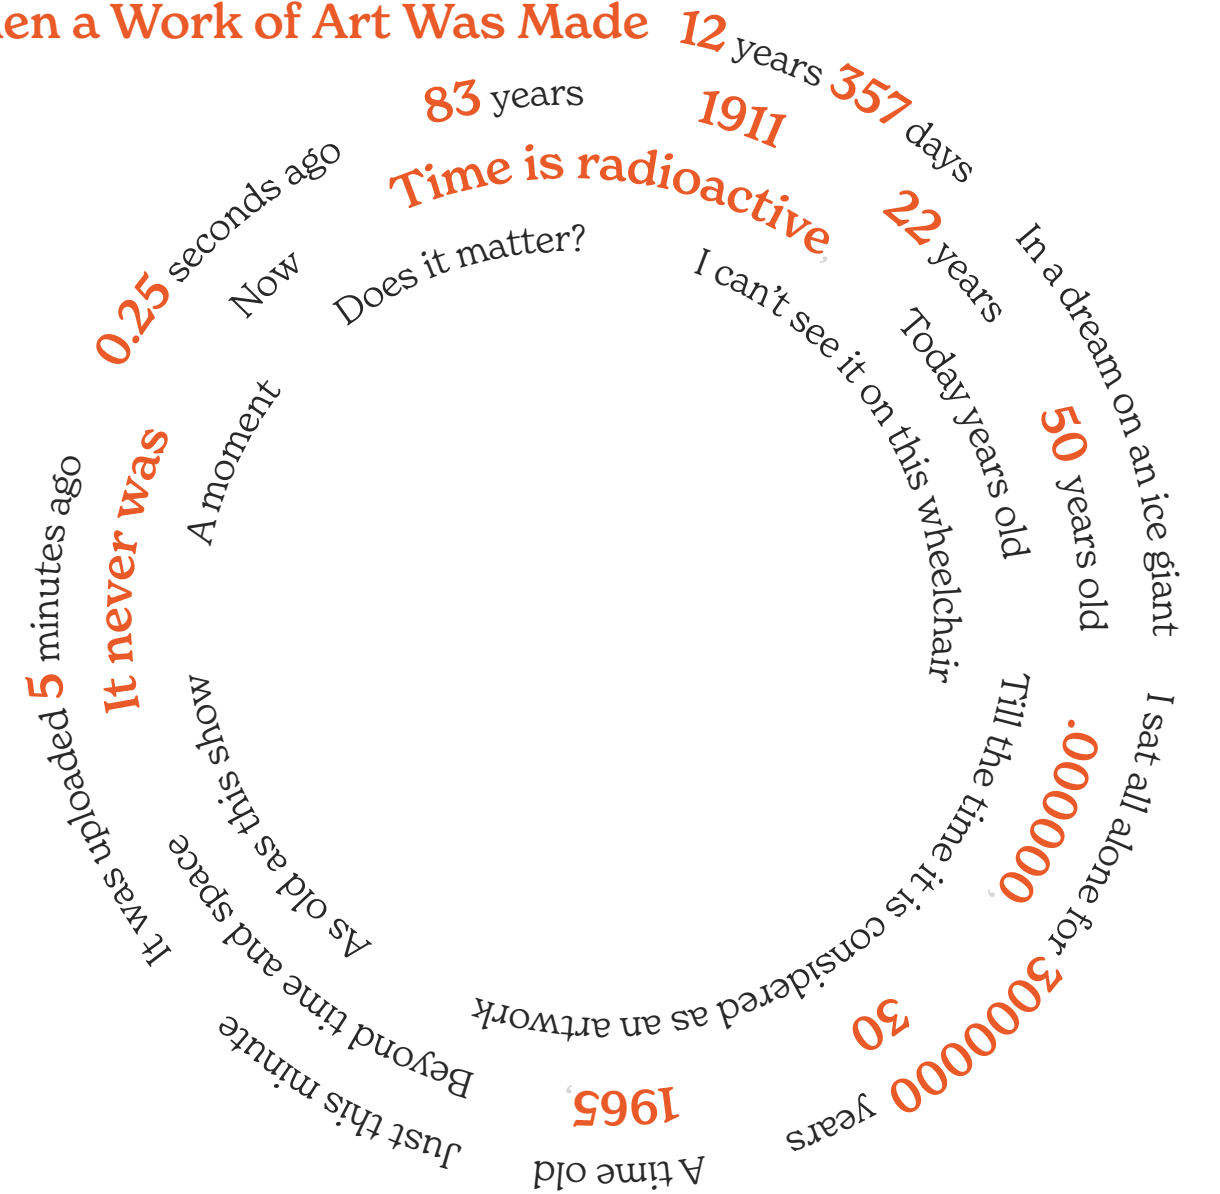 en a Work of Art Was Made
12 years 357 days
In a dream on an ice giant
I sat all alone for 3000000 years
A time old
Just this minute
It was uploaded 5 minutes ago
0.25 seconds ago
83 years
1911
22 years
50 years old
.000000,
30
1965,
Beyond time and space
It never was
Now
Time is radioactive,
Today years old
Till the time it is considered as an artwork
As old as this show
A moment
Does it matter?
I can’t see it on this wheelchair